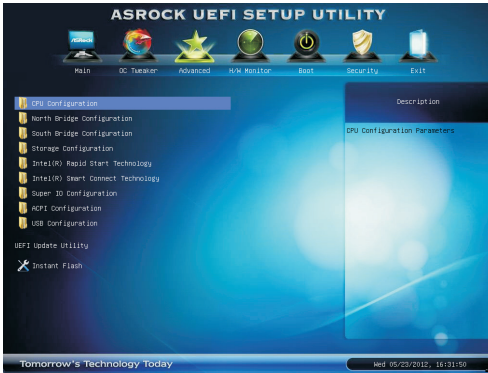 ASROCK UEFI SETUP UTILITY
ASRock
Main OC Tweaker Advanced H/W Monitor Boot Security Exit
CPU Configuration
North Bridge Configuration
South Bridge Configuration
Storage Configuration
Intel(R) Rapid Start Technology
Intel(R) Smart Connect Technology
Super IO Configuration
ACPI Configuration
USB Configuration
UEFI Update Utility
Instant Flash
Description
CPU Configuration Parameters
Tomorrow's Technology Today
Wed 05/23/2012, 16:31:50